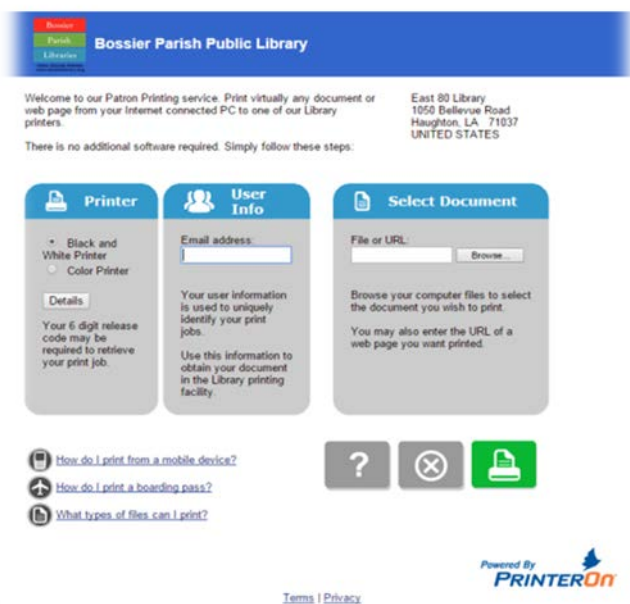 Bossier
Parish
Libraries
Bossier Parish Public Library
Welcome to our Patron Printing service. Print virtually any document or
web page from your Internet connected PC to one of our Library
printers.
There is no additional software required. Simply follow these steps:
East 80 Library
1050 Bellevue Road
Haughton, LA 71037
UNITED STATES
Printer
Black and
White Printer
Color Printer
Details
Your 6 digit release
code may be
required to retrieve
your print job.
User
Info
Email address:
Your user information
is used to uniquely
identify your print
jobs.
Use this information to
obtain your document
in the Library printing
facility.
Select Document
File or URL:
Browse...
Browse your computer files to select
the document you wish to print.
You may also enter the URL of a
web page you want printed.
How do I print from a mobile device?
How do I print a boarding pass?
What types of files can I print?
?
Powered By
PRINTERON
Terms | Privacy